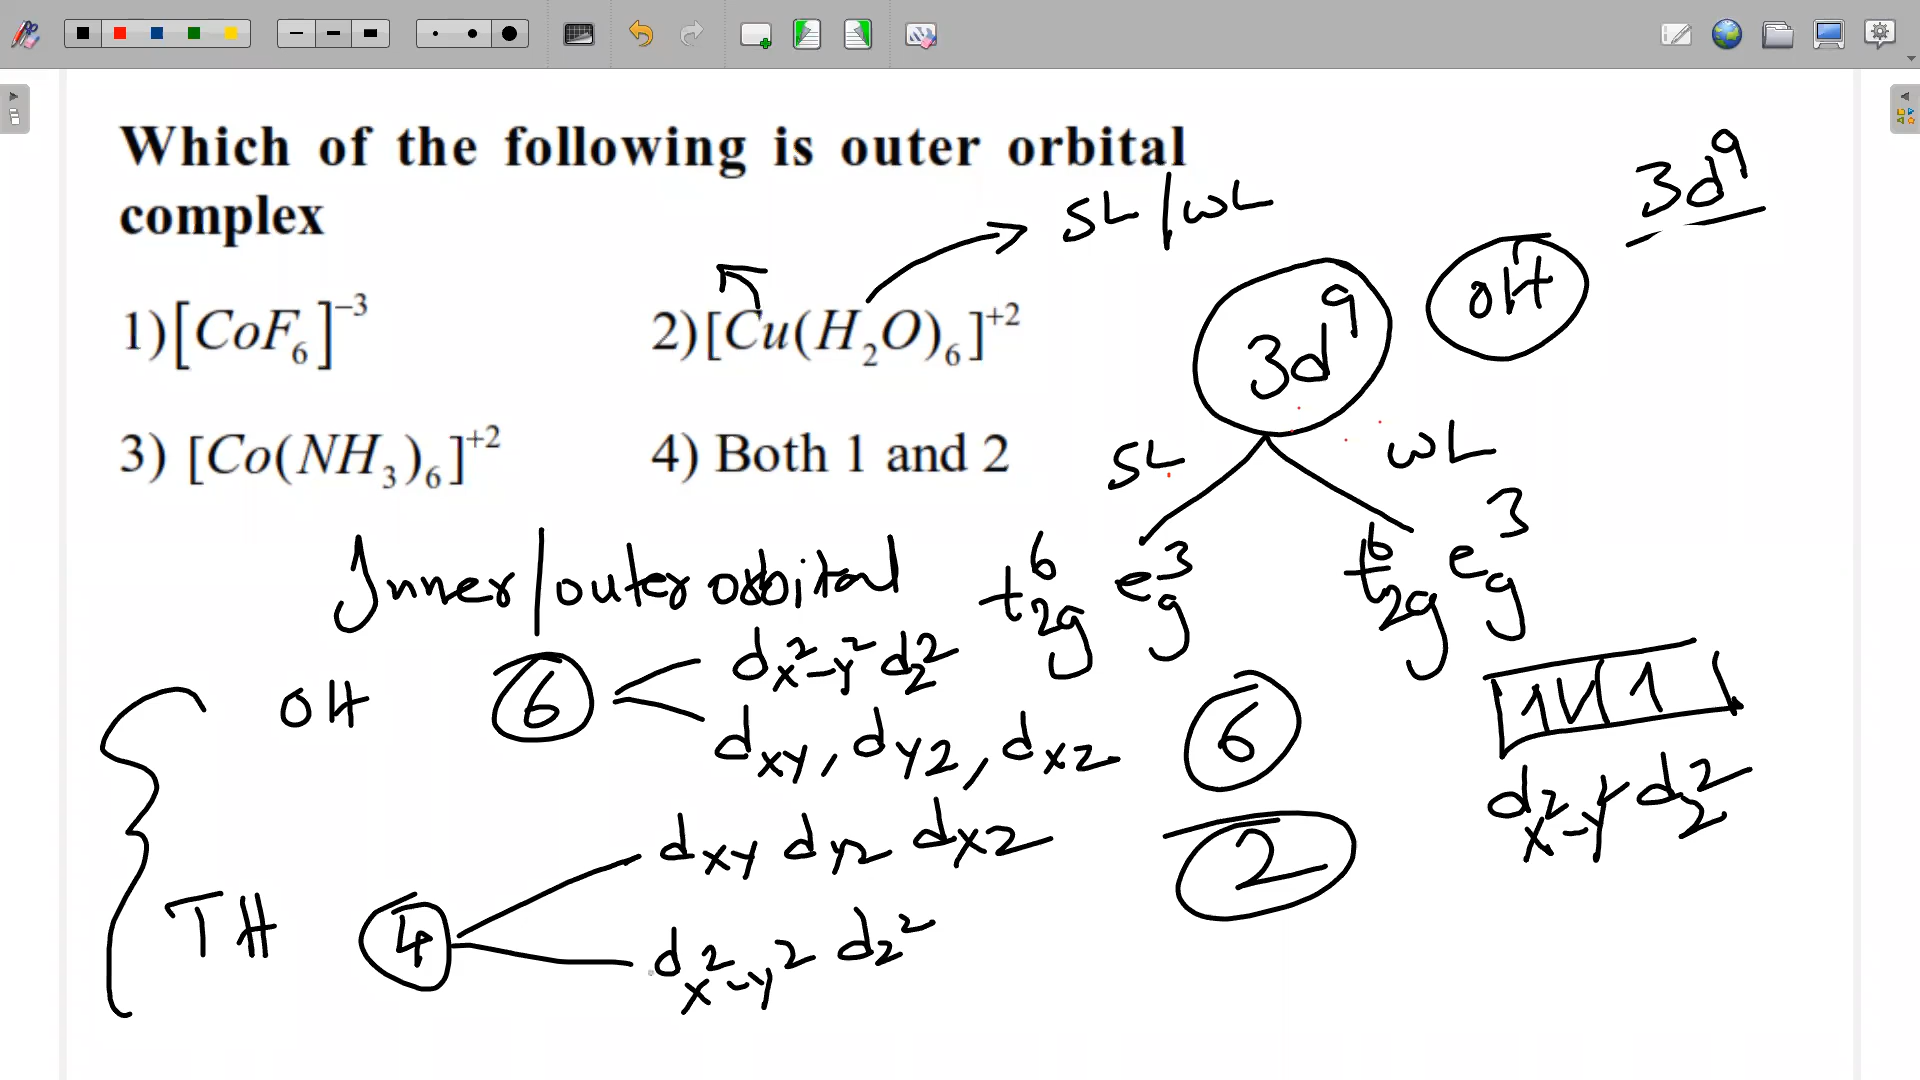 Which of the following is outer orbital
complex
SL / WL
3d⁹
1) [CoF₆]⁻³
2) [Cu(H₂O)₆]⁺²
3d⁹
OH
3) [Co(NH₃)₆]⁺²
4) Both 1 and 2
SL
WL
Inner/outer orbital
t₂g⁶ eg³
t₂g⁶ eg³
OH 6 dx²-y² dz²
dxy, dyz, dxz
6
1 1 1
dx²-y² dz²
dxy dyz dxz
2
TH 4
dx²-y² dz²